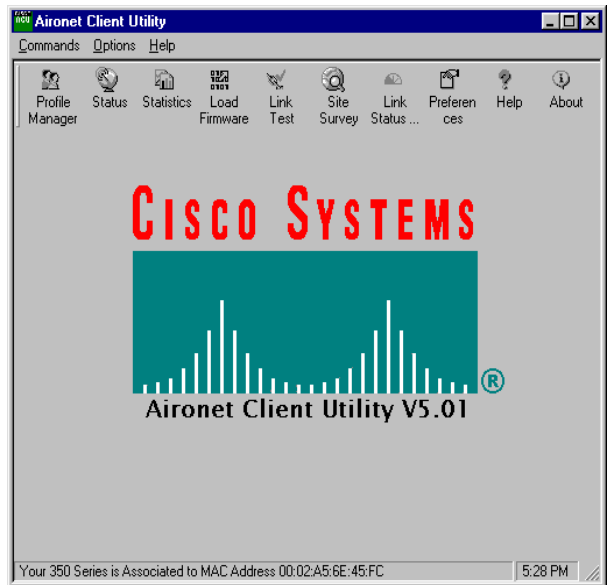 Aironet Client Utility
Commands Options Help
Profile Manager Status Statistics Load Firmware Link Test Site Survey Link Status ... Preferen ces Help About
CISCO SYSTEMS
®
Aironet Client Utility V5.01
Your 350 Series is Associated to MAC Address 00:02:A5:6E:45:FC 5:28 PM